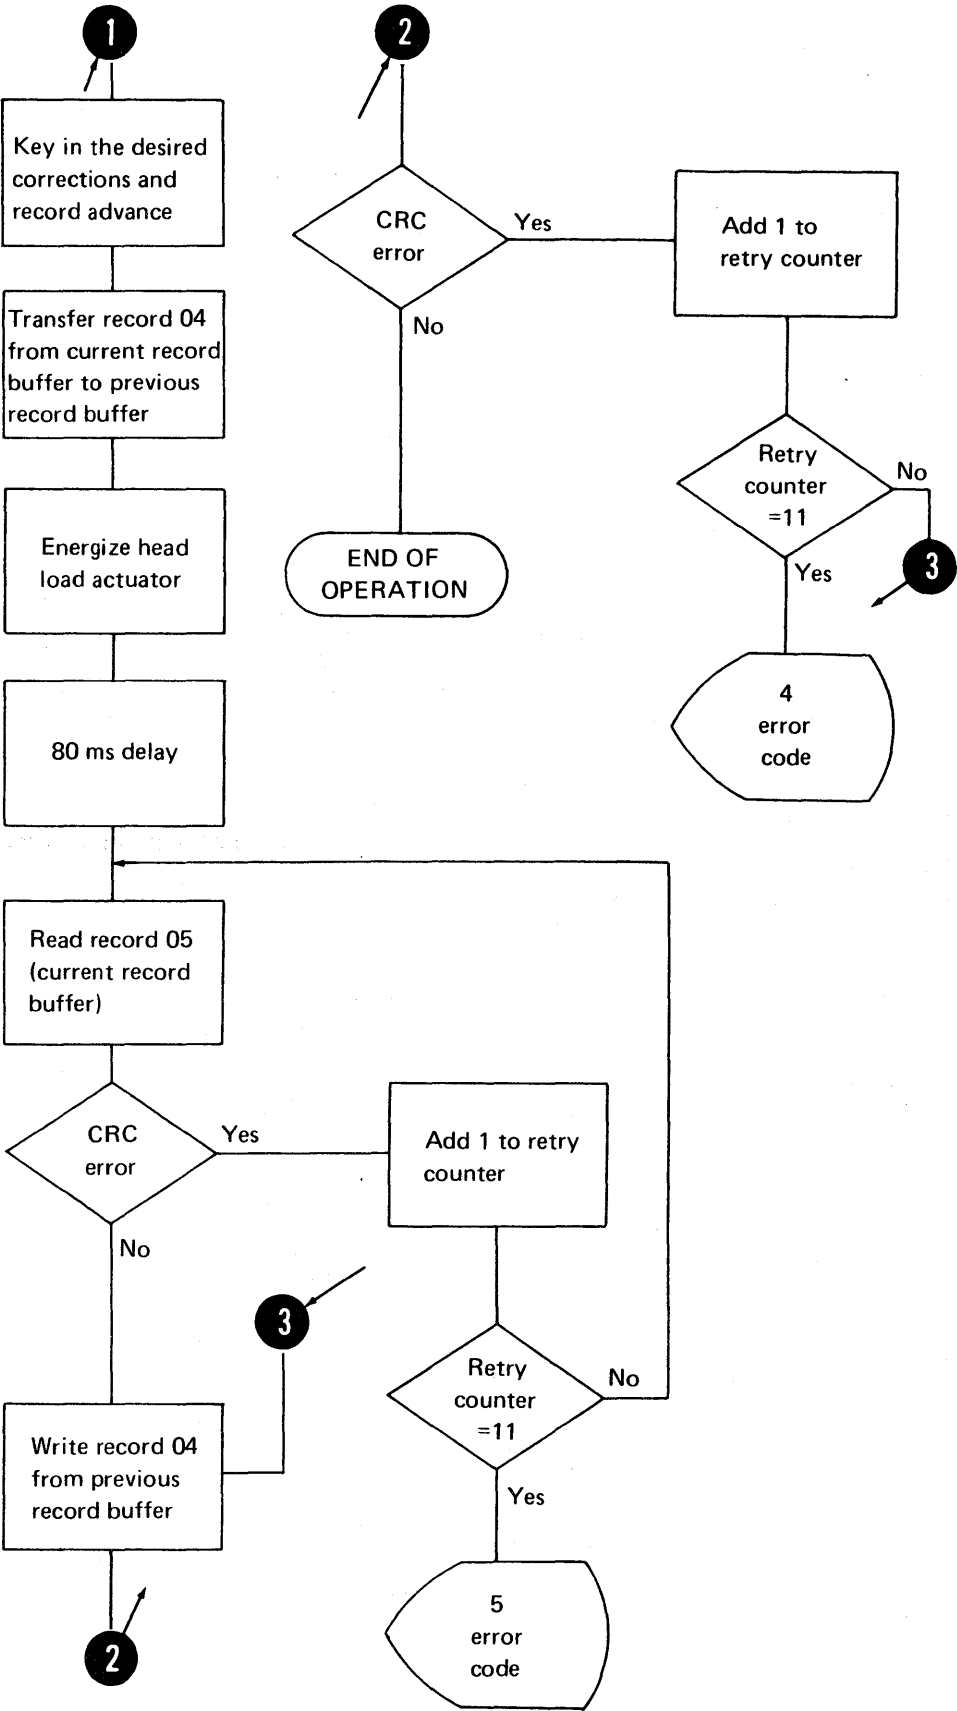 1
Key in the desired
corrections and
record advance
Transfer record 04
from current record
buffer to previous
record buffer
Energize head
load actuator
80 ms delay
Read record 05
(current record
buffer)
CRC
error
Yes
Add 1 to retry
counter
No
3
Retry
counter
=11
No
Write record 04
from previous
record buffer
Yes
5
error
code
2
2
CRC
error
Yes
Add 1 to
retry counter
No
Retry
counter
=11
No
3
Yes
END OF
OPERATION
4
error
code